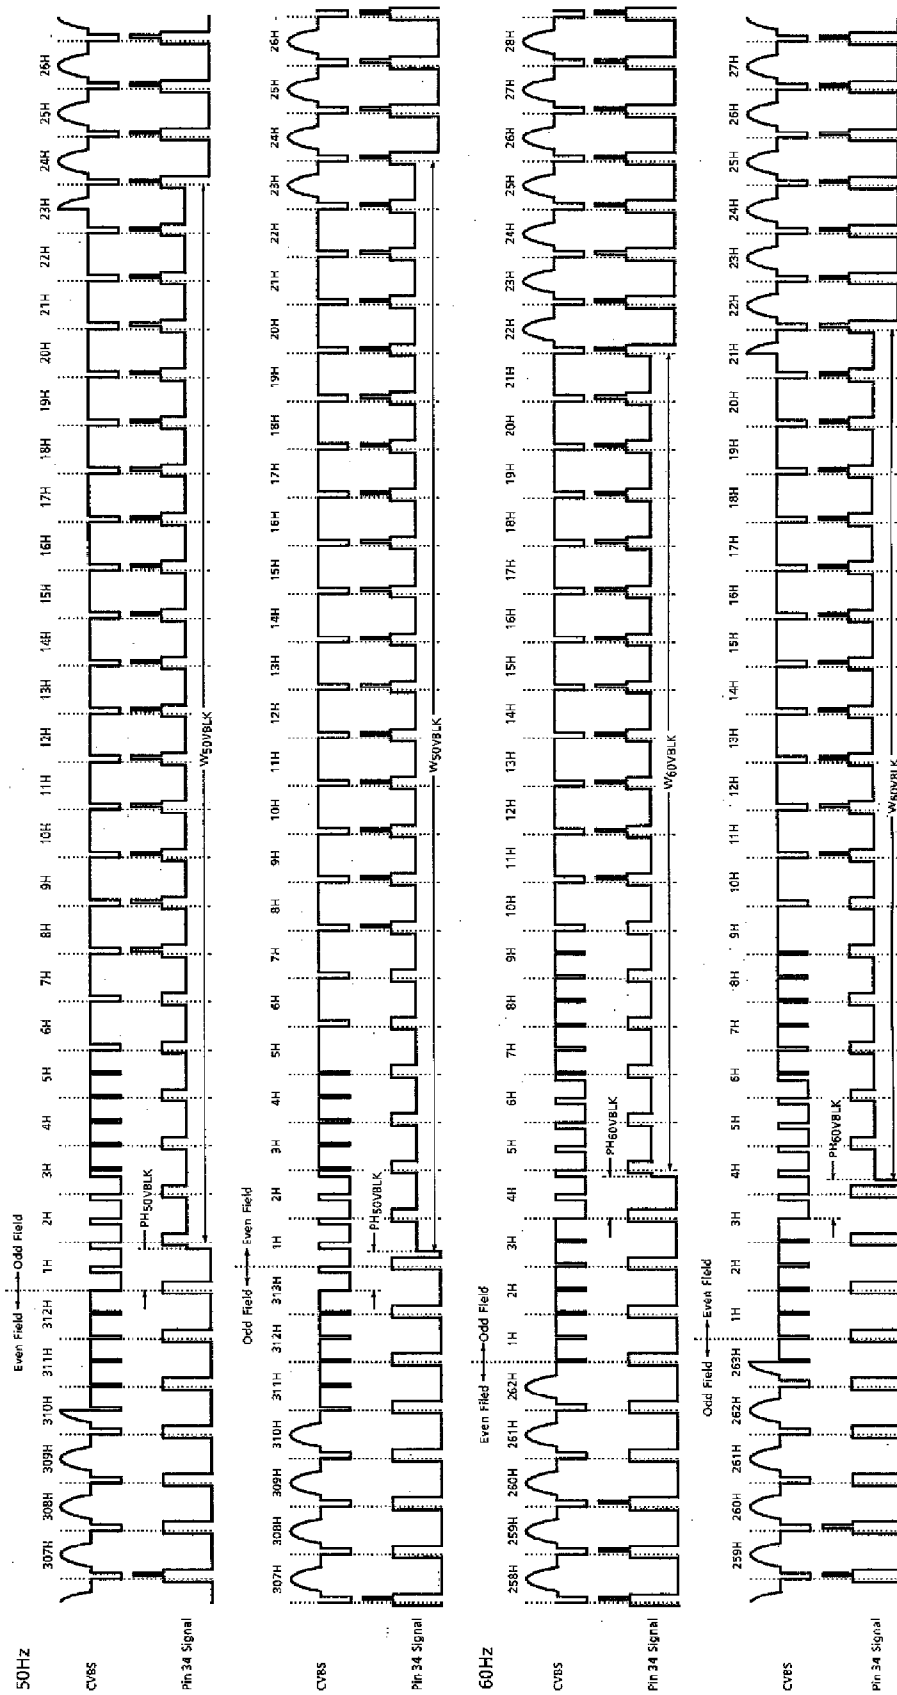 50Hz
Even Field Odd Field
307H 308H 309H 310H 311H 312H 1H 2H 3H 4H 5H 6H 7H 8H 9H 10H 11H 12H 13H 14H 15H 16H 17H 18H 19H 20H 21H 22H 23H 24H 25H 26H
CVBS
PH50VBLK
Pin 34 Signal
W50VBLK
Odd Field Even Field
307H 308H 309H 310H 311H 312H 313H 1H 2H 3H 4H 5H 6H 7H 8H 9H 10H 11H 12H 13H 14H 15H 16H 17H 18H 19H 20H 21H 22H 23H 24H 25H 26H
CVBS
PH50VBLK
Pin 34 Signal
W50VBLK
60Hz
Even Filed Odd Field
258H 259H 260H 261H 262H 1H 2H 3H 4H 5H 6H 7H 8H 9H 10H 11H 12H 13H 14H 15H 16H 17H 18H 19H 20H 21H 22H 23H 24H 25H 26H 27H 28H
CVBS
PH60VBLK
Pin 34 Signal
W60VBLK
Odd Field Even Field
259H 260H 261H 262H 263H 1H 2H 3H 4H 5H 6H 7H 8H 9H 10H 11H 12H 13H 14H 15H 16H 17H 18H 19H 20H 21H 22H 23H 24H 25H 26H 27H
CVBS
PH60VBLK
Pin 34 Signal
W60VBLK